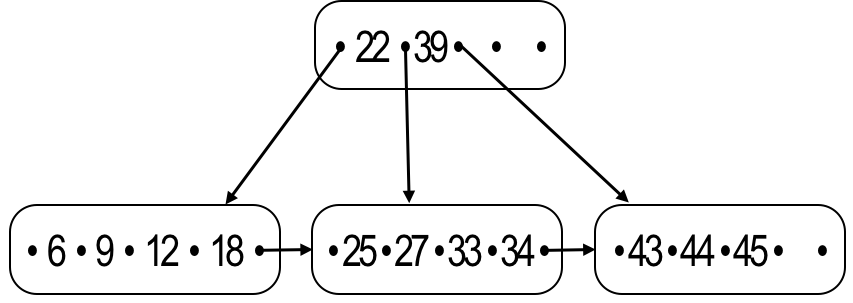 • 22 • 39 • • •
• 6 • 9 • 12 • 18 •
• 25 • 27 • 33 • 34 •
• 43 • 44 • 45 • •